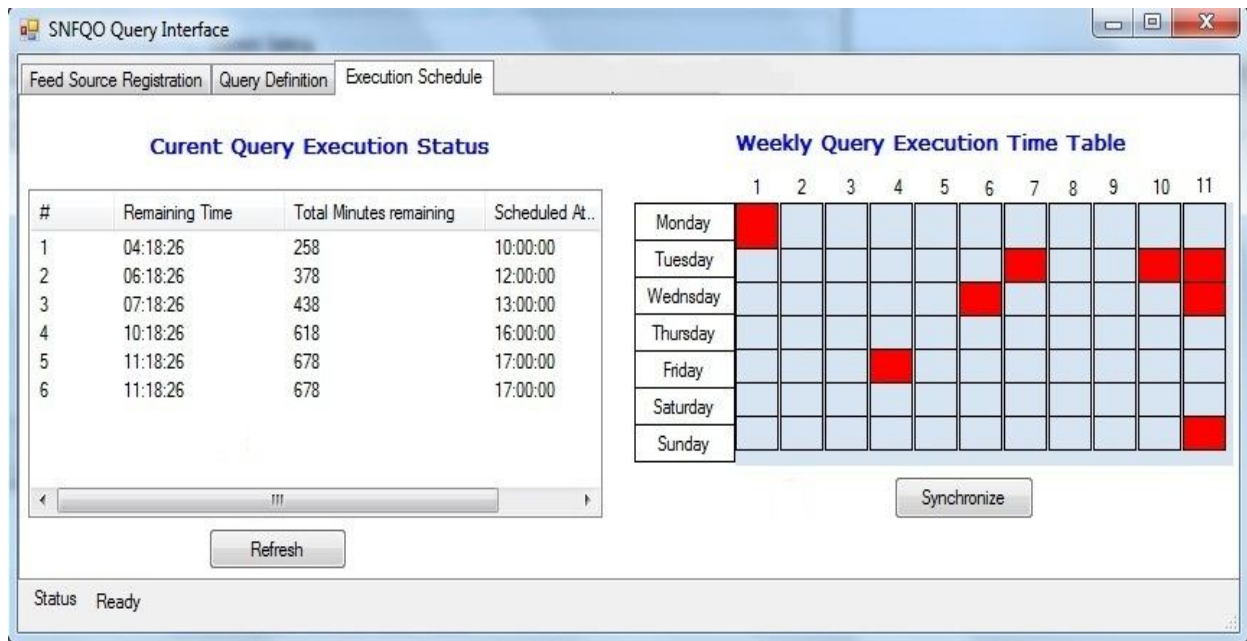 SNFQO Query Interface
Feed Source Registration Query Definition Execution Schedule
Curent Query Execution Status
# Remaining Time Total Minutes remaining Scheduled At..
1 04:18:26 258 10:00:00
2 06:18:26 378 12:00:00
3 07:18:26 438 13:00:00
4 10:18:26 618 16:00:00
5 11:18:26 678 17:00:00
6 11:18:26 678 17:00:00
Refresh
Weekly Query Execution Time Table
1 2 3 4 5 6 7 8 9 10 11
Monday
Tuesday
Wednsday
Thursday
Friday
Saturday
Sunday
Synchronize
Status Ready